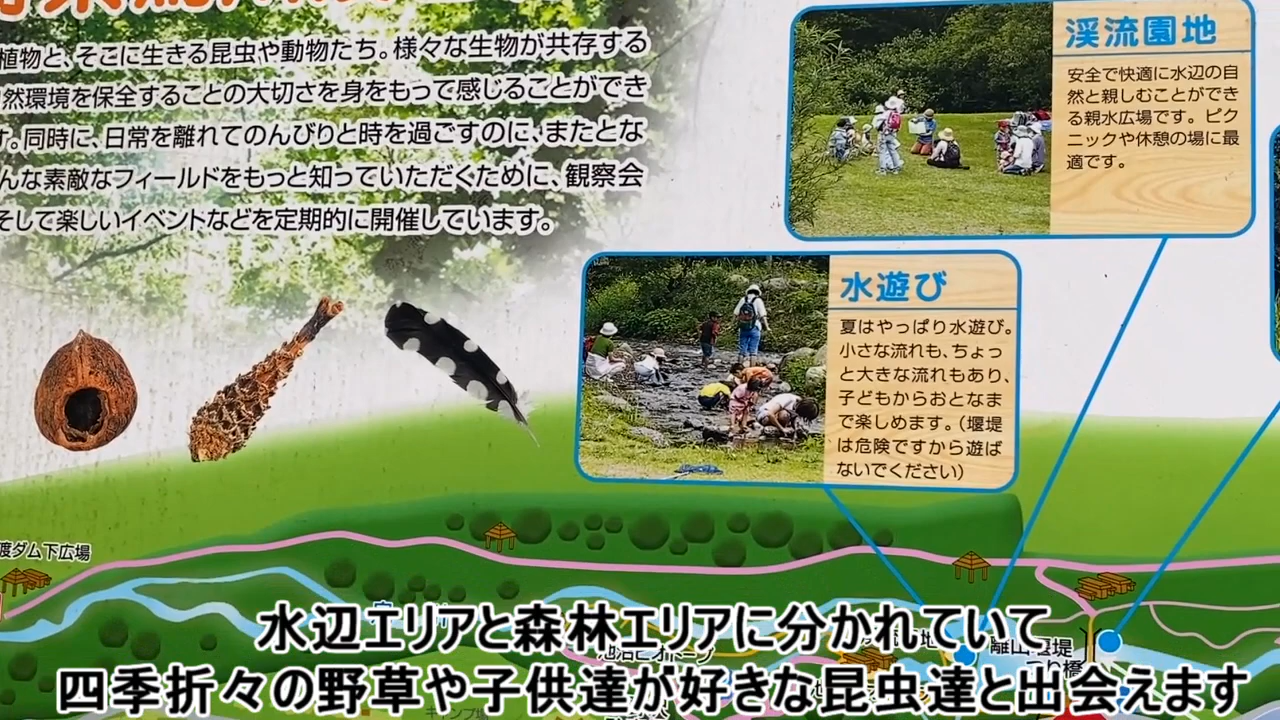 植物と、そこに生きる昆虫や動物たち。様々な生物が共存する
然環境を保全することの大切さを身をもって感じることができ
す。同時に、日常を離れてのんびりと時を過ごすのに、またとな
んな素敵なフィールドをもっと知っていただくために、観察会
そして楽しいイベントなどを定期的に開催しています。
渓流園地
安全で快適に水辺の自
然と親しむことができ
る親水広場です。ピク
ニックや休憩の場に最
適です。
水遊び
夏はやっぱり水遊び。
小さな流れも、ちょっ
と大きな流れもあり、
子どもからおとなま
で楽しめます。(堰堤
は危険ですから遊ば
ないでください)
渡ダム下広場
離山堰堤
つり橋
水辺エリアと森林エリアに分かれていて
四季折々の野草や子供達が好きな昆虫達と出会えます